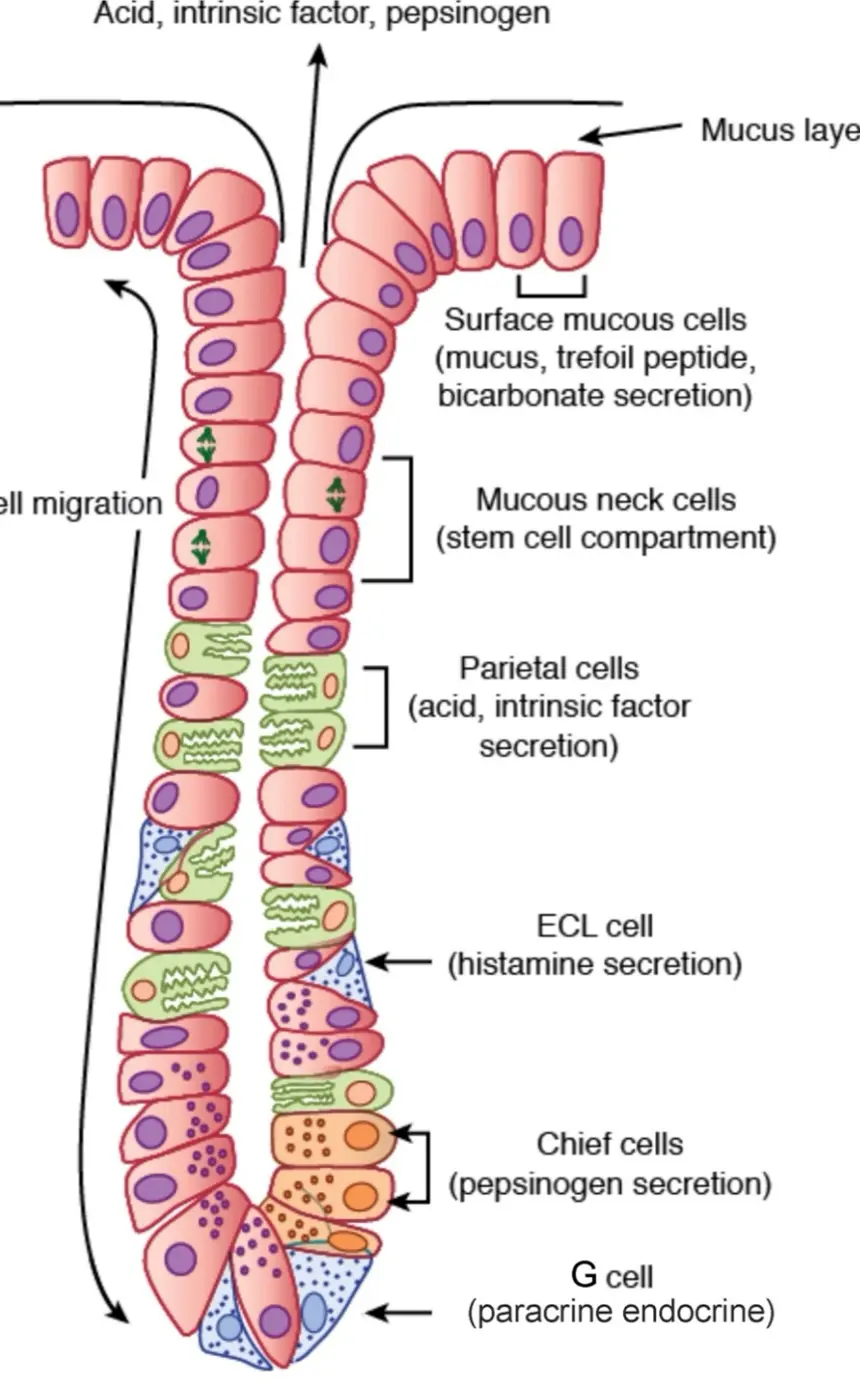 Acid, intrinsic factor, pepsinogen
Mucus laye
Surface mucous cells
(mucus, trefoil peptide,
bicarbonate secretion)
ell migration
Mucous neck cells
(stem cell compartment)
Parietal cells
(acid, intrinsic factor
secretion)
ECL cell
(histamine secretion)
Chief cells
(pepsinogen secretion)
G cell
(paracrine endocrine)